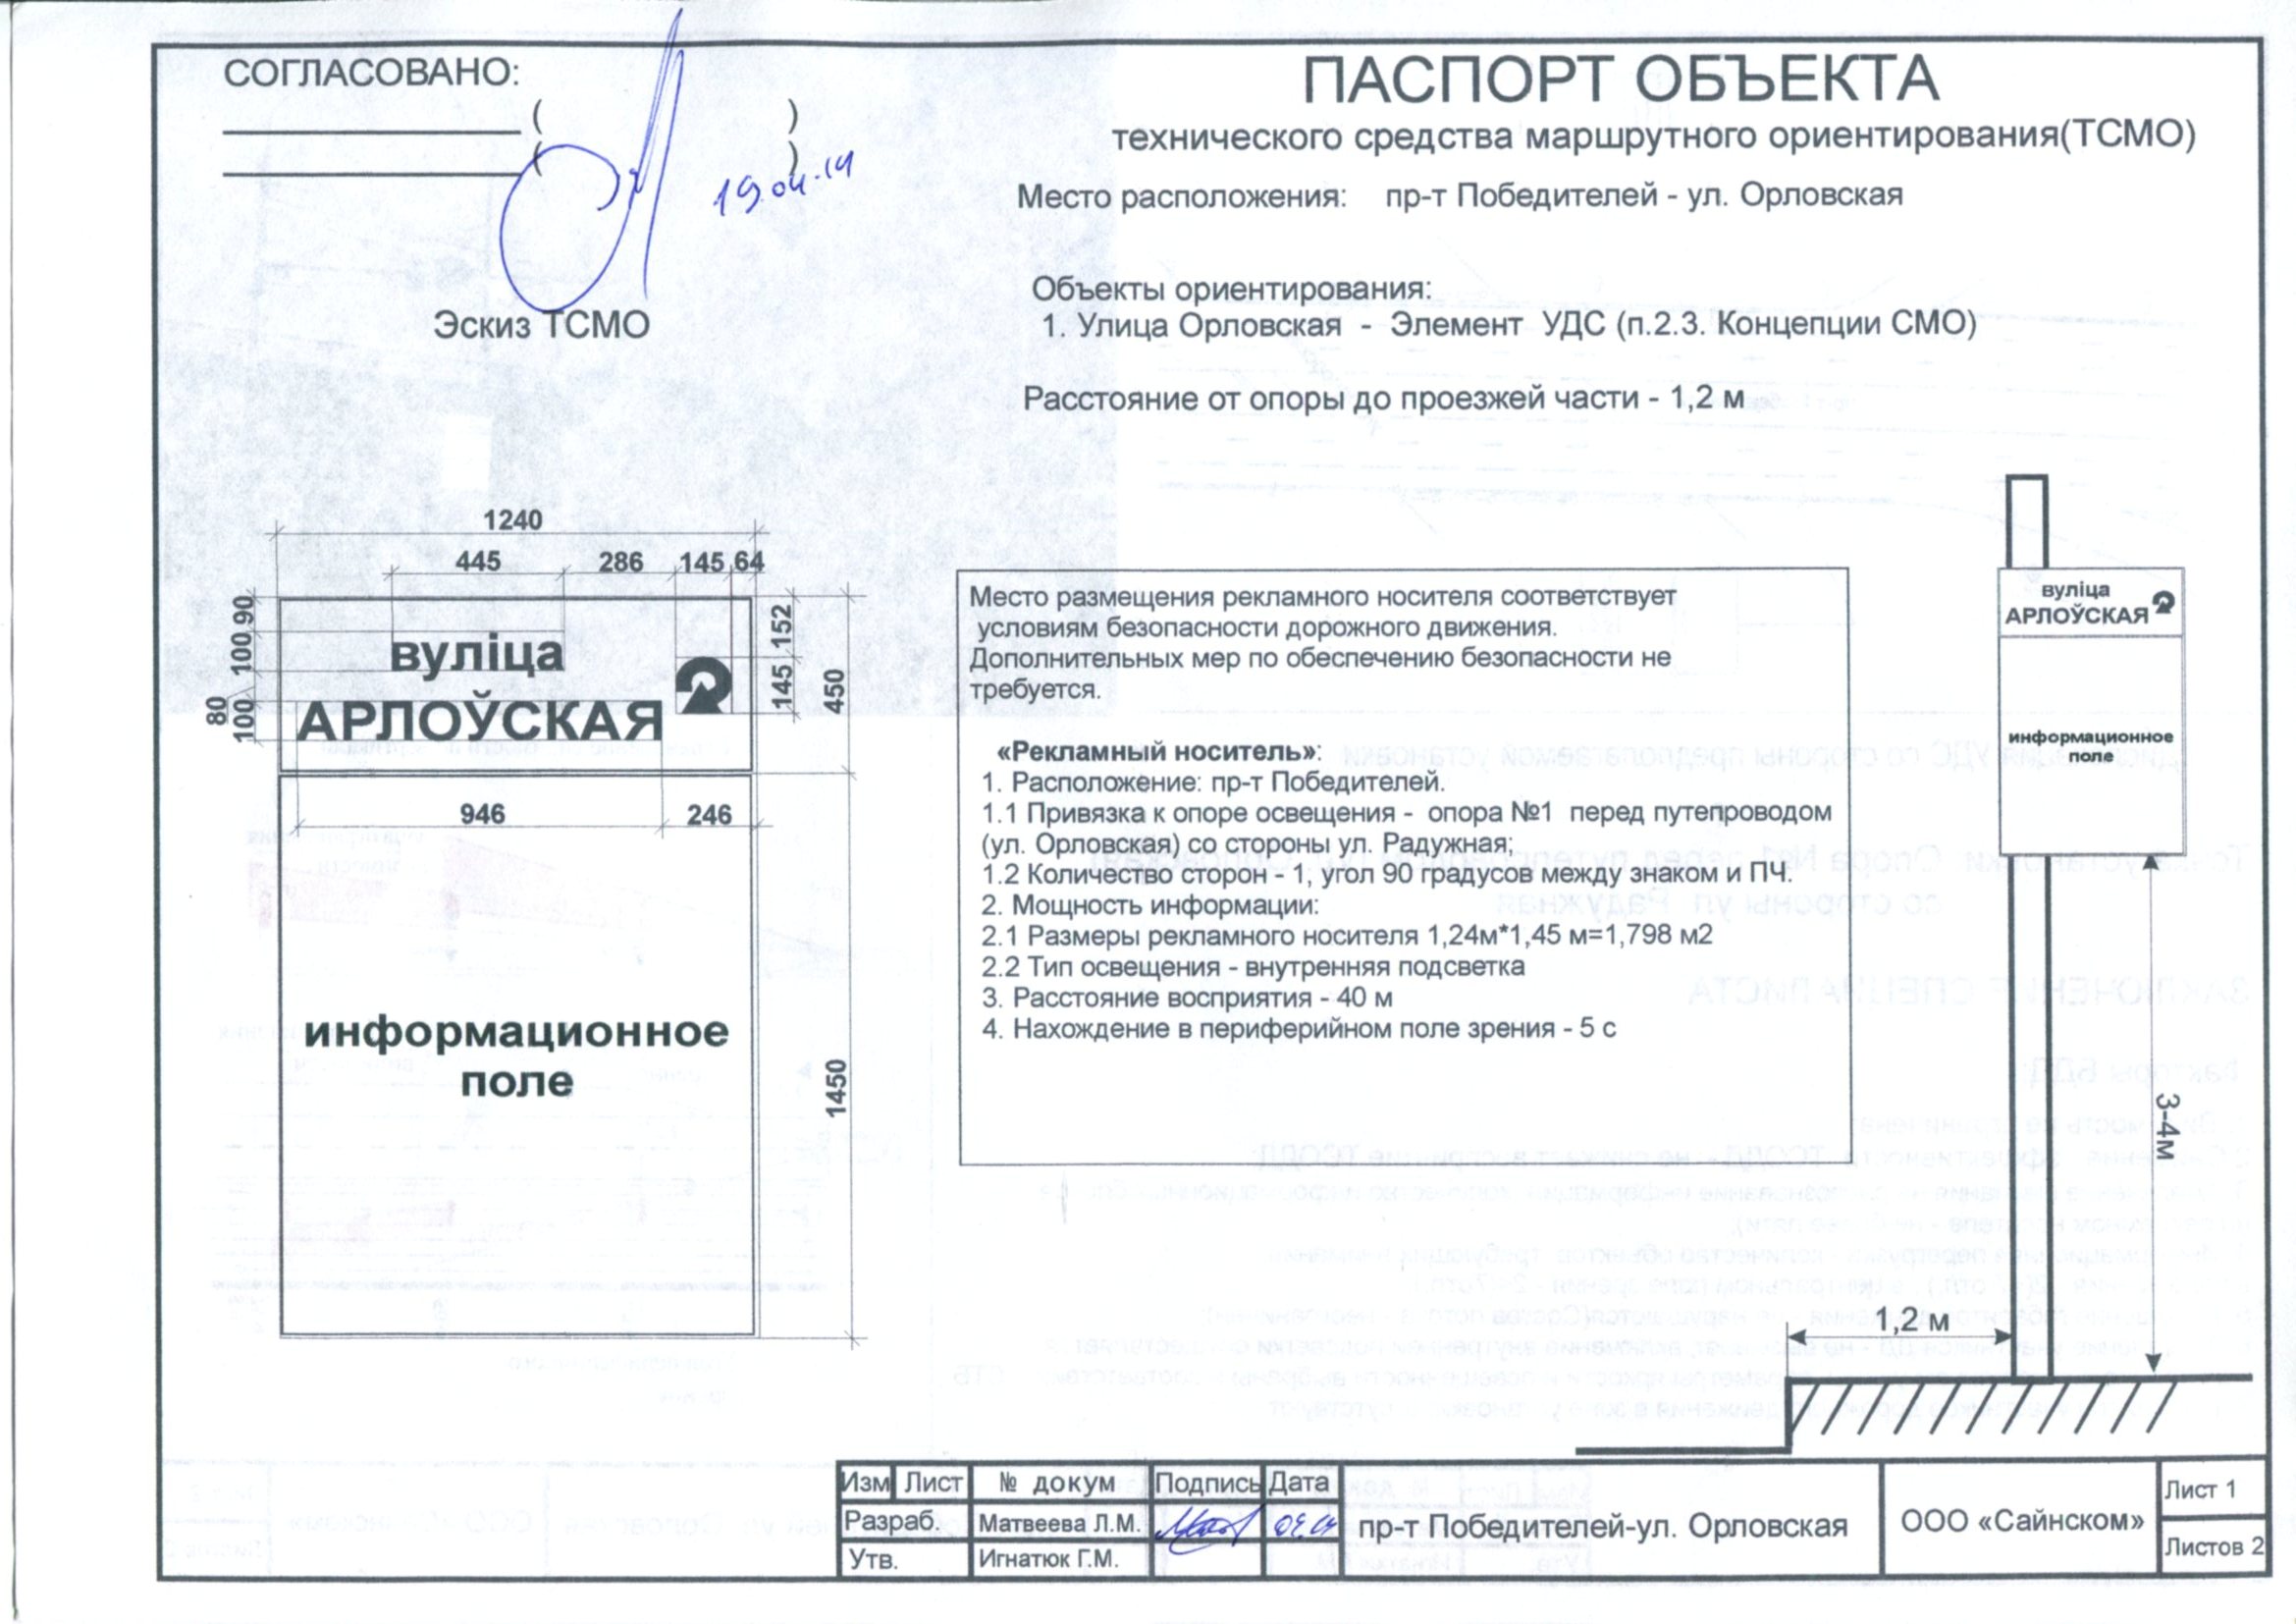 СОГЛАСОВАНО:
( )
( )
19.04.14
ПАСПОРТ ОБЪЕКТА
технического средства маршрутного ориентирования(ТСМО)
Место расположения: пр-т Победителей - ул. Орловская
Объекты ориентирования:
1. Улица Орловская - Элемент УДС (п.2.3. Концепции СМО)
Расстояние от опоры до проезжей части - 1,2 м
Эскиз ТСМО
1240
445 286 145 64
90
100
80
100
152
145
450
вуліца
АРЛОЎСКАЯ
946 246
информационное
поле
1450
Место размещения рекламного носителя соответствует
условиям безопасности дорожного движения.
Дополнительных мер по обеспечению безопасности не
требуется.
«Рекламный носитель»:
1. Расположение: пр-т Победителей.
1.1 Привязка к опоре освещения - опора №1 перед путепроводом
(ул. Орловская) со стороны ул. Радужная;
1.2 Количество сторон - 1, угол 90 градусов между знаком и ПЧ.
2. Мощность информации:
2.1 Размеры рекламного носителя 1,24м*1,45 м=1,798 м2
2.2 Тип освещения - внутренняя подсветка
3. Расстояние восприятия - 40 м
4. Нахождение в периферийном поле зрения - 5 с
вуліца
АРЛОЎСКАЯ
информационное
поле
3-4м
1,2 м
Изм Лист № докум Подпись Дата
Разраб. Матвеева Л.М.
Утв. Игнатюк Г.М.
пр-т Победителей-ул. Орловская
ООО «Сайнском»
Лист 1
Листов 2